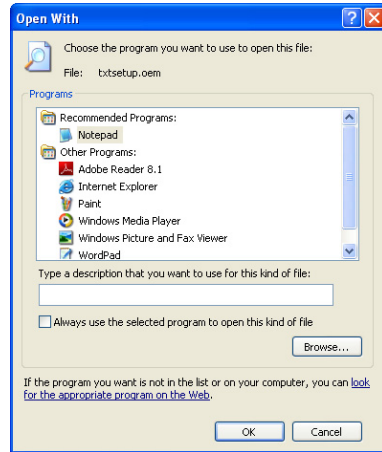 Open With
Choose the program you want to use to open this file:
File: txtsetup.oem
Programs
Recommended Programs:
Notepad
Other Programs:
Adobe Reader 8.1
Internet Explorer
Paint
Windows Media Player
Windows Picture and Fax Viewer
WordPad
Type a description that you want to use for this kind of file:
Always use the selected program to open this kind of file
Browse...
If the program you want is not in the list or on your computer, you can look
for the appropriate program on the Web.
OK Cancel